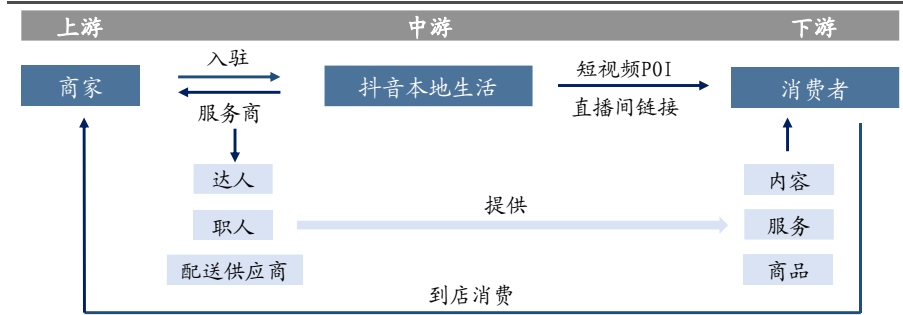 上游 中游 下游
入驻
商家 抖音本地生活 短视频POI 消费者
服务商 直播间链接
达人 内容
提供
职人 服务
配送供应商 商品
到店消费